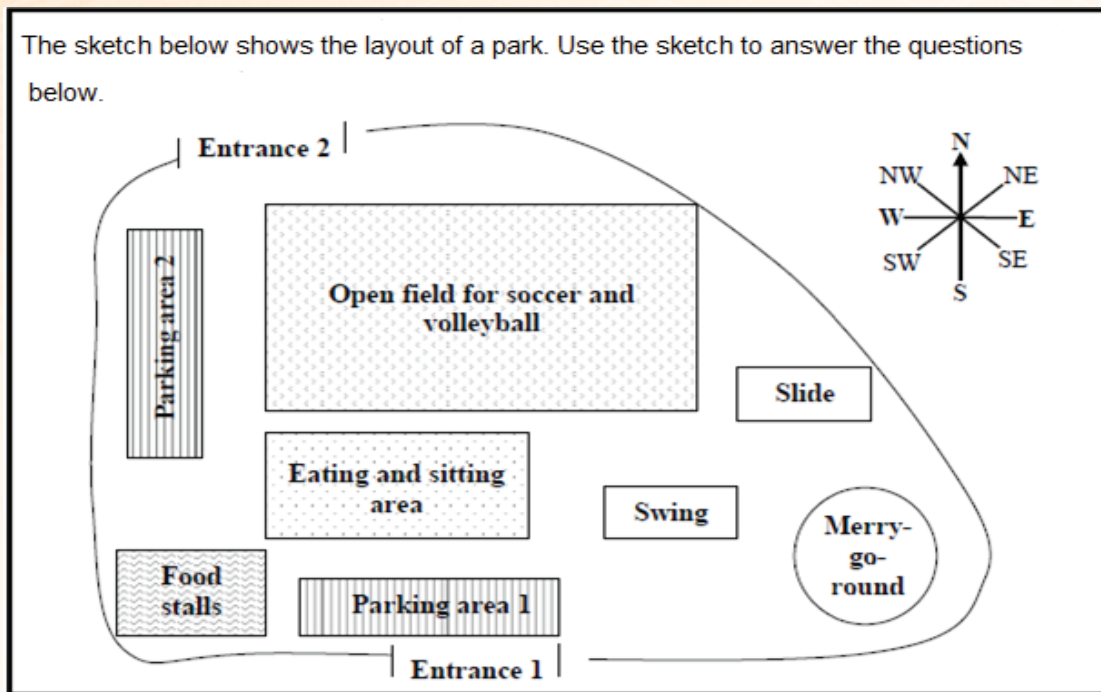 The sketch below shows the layout of a park. Use the sketch to answer the questions
below.
Entrance 2
N
NW
NE
W
E
SW
SE
S
Parking area 2
Open field for soccer and
volleyball
Slide
Eating and sitting
area
Swing
Merry-
go-
round
Food
stalls
Parking area 1
Entrance 1